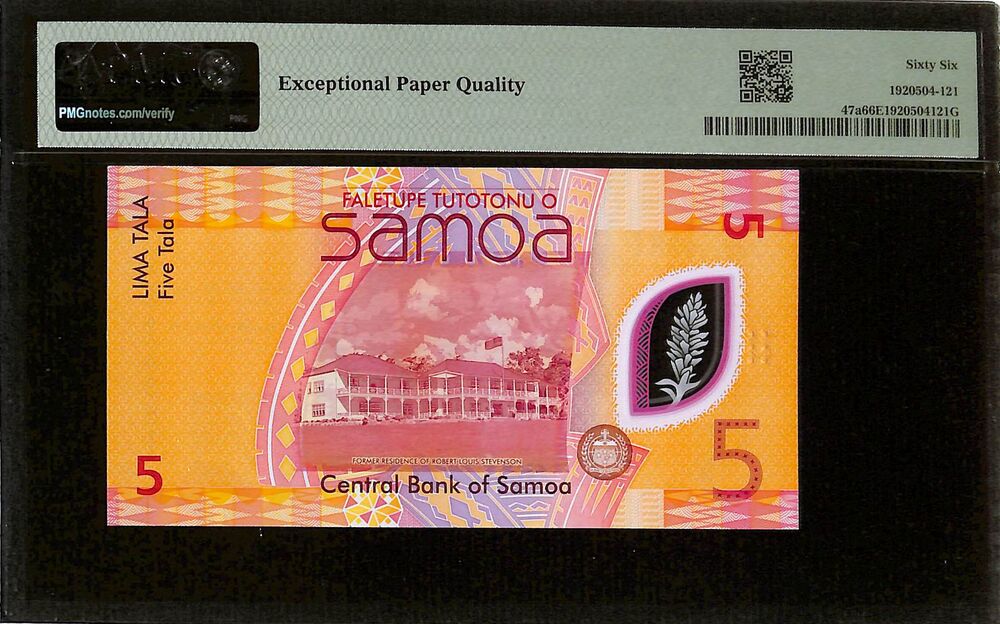 PMGnotes.com/verify
PMG
Exceptional Paper Quality
Sixty Six
1920504-121
47a66E1920504121G
LIMA TALA
Five Tala
FALETUPE TUTOTONU O
samoa
5
FORMER RESIDENCE OF ROBERT LOUIS STEVENSON
5
Central Bank of Samoa
5